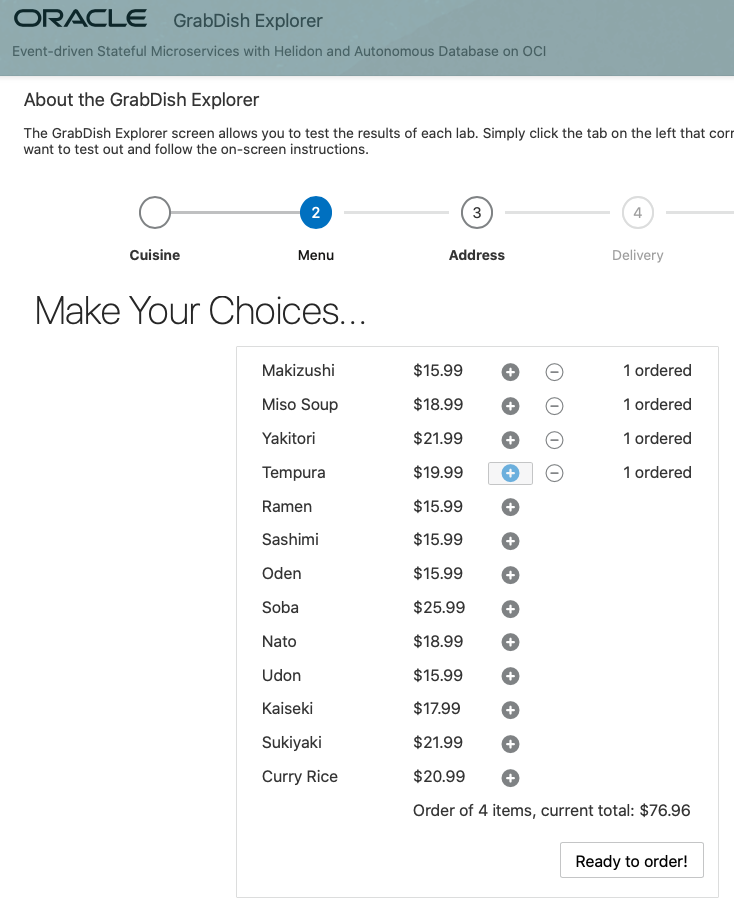 ORACLE GrabDish Explorer
Event-driven Stateful Microservices with Helidon and Autonomous Database on OCI
About the GrabDish Explorer
The GrabDish Explorer screen allows you to test the results of each lab. Simply click the tab on the left that
want to test out and follow the on-screen instructions.
2 3 4
Cuisine Menu Address Delivery
Make Your Choices...
Makizushi $15.99 1 ordered
Miso Soup $18.99 1 ordered
Yakitori $21.99 1 ordered
Tempura $19.99 1 ordered
Ramen $15.99
Sashimi $15.99
Oden $15.99
Soba $25.99
Nato $18.99
Udon $15.99
Kaiseki $17.99
Sukiyaki $21.99
Curry Rice $20.99
Order of 4 items, current total: $76.96
Ready to order!